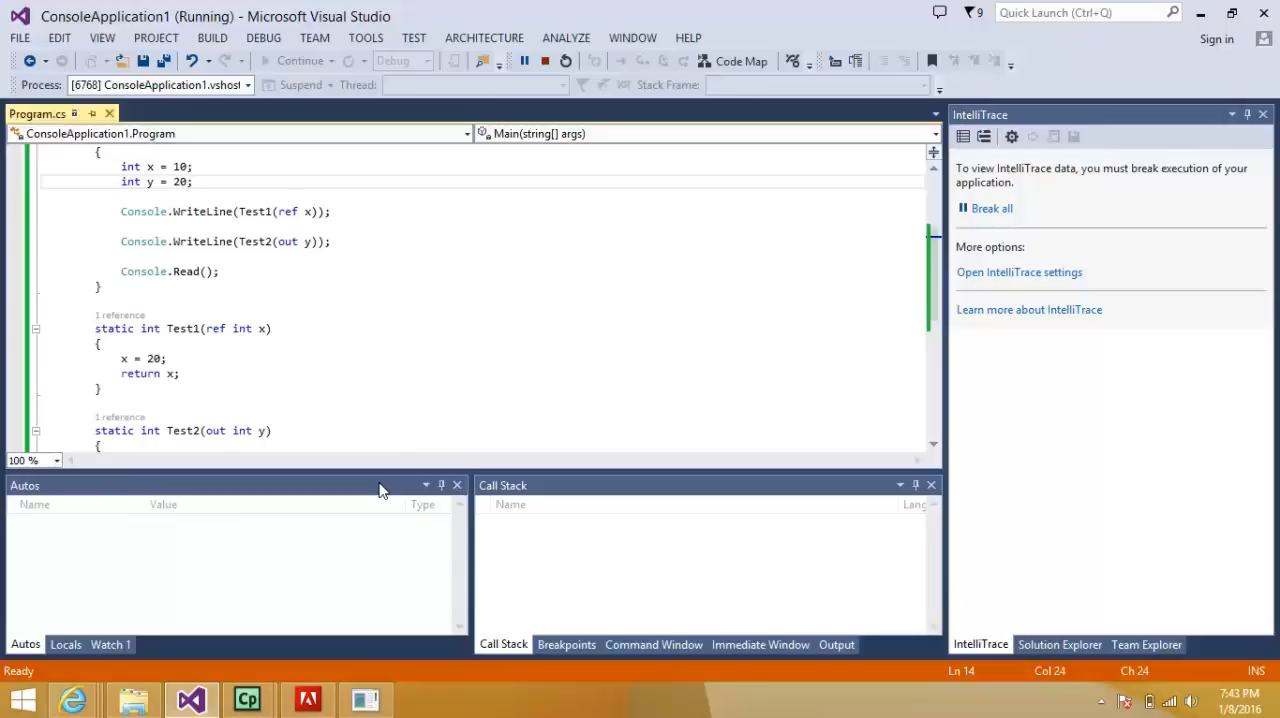 ConsoleApplication1 (Running) - Microsoft Visual Studio
9
Quick Launch (Ctrl+Q)
FILE EDIT VIEW PROJECT BUILD DEBUG TEAM TOOLS TEST ARCHITECTURE ANALYZE WINDOW HELP
Sign in
Continue Debug Code Map
Process: [6768] ConsoleApplication1.vshost Suspend Thread: Stack Frame:
Program.cs
ConsoleApplication1.Program Main(string[] args)
{
int x = 10;
int y = 20;
Console.WriteLine(Test1(ref x));
Console.WriteLine(Test2(out y));
Console.Read();
}
1 reference
static int Test1(ref int x)
{
x = 20;
return x;
}
1 reference
static int Test2(out int y)
{
100 %
IntelliTrace
To view IntelliTrace data, you must break execution of your
application.
Break all
More options:
Open IntelliTrace settings
Learn more about IntelliTrace
Autos
Name Value Type
Call Stack
Name Lang
Autos Locals Watch 1
Call Stack Breakpoints Command Window Immediate Window Output
IntelliTrace Solution Explorer Team Explorer
Ready Ln 14 Col 24 Ch 24 INS
Cp
7:43 PM
1/8/2016